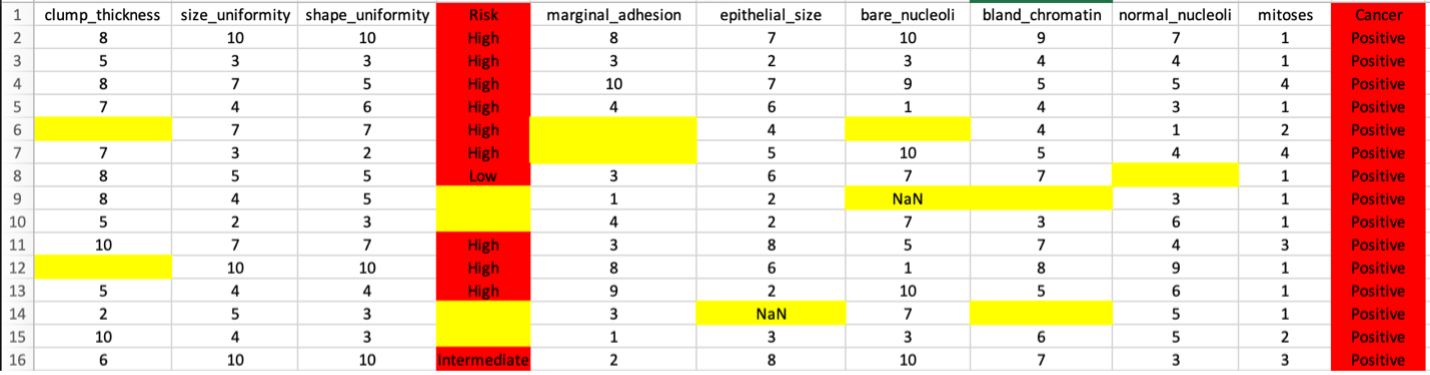 1 clump_thickness size_uniformity shape_uniformity Risk marginal_adhesion epithelial_size bare_nucleoli bland_chromatin normal_nucleoli mitoses Cancer
2 8 10 10 High 8 7 10 9 7 1 Positive
3 5 3 3 High 3 2 3 4 4 1 Positive
4 8 7 5 High 10 7 9 5 5 4 Positive
5 7 4 6 High 4 6 1 4 3 1 Positive
6 7 7 High 4 4 1 2 Positive
7 7 3 2 High 5 10 5 4 4 Positive
8 8 5 5 Low 3 6 7 7 1 Positive
9 8 4 5 1 2 NaN 3 1 Positive
10 5 2 3 4 2 7 3 6 1 Positive
11 10 7 7 High 3 8 5 7 4 3 Positive
12 10 10 High 8 6 1 8 9 1 Positive
13 5 4 4 High 9 2 10 5 6 1 Positive
14 2 5 3 3 NaN 7 5 1 Positive
15 10 4 3 1 3 3 6 5 2 Positive
16 6 10 10 Intermediate 2 8 10 7 3 3 Positive